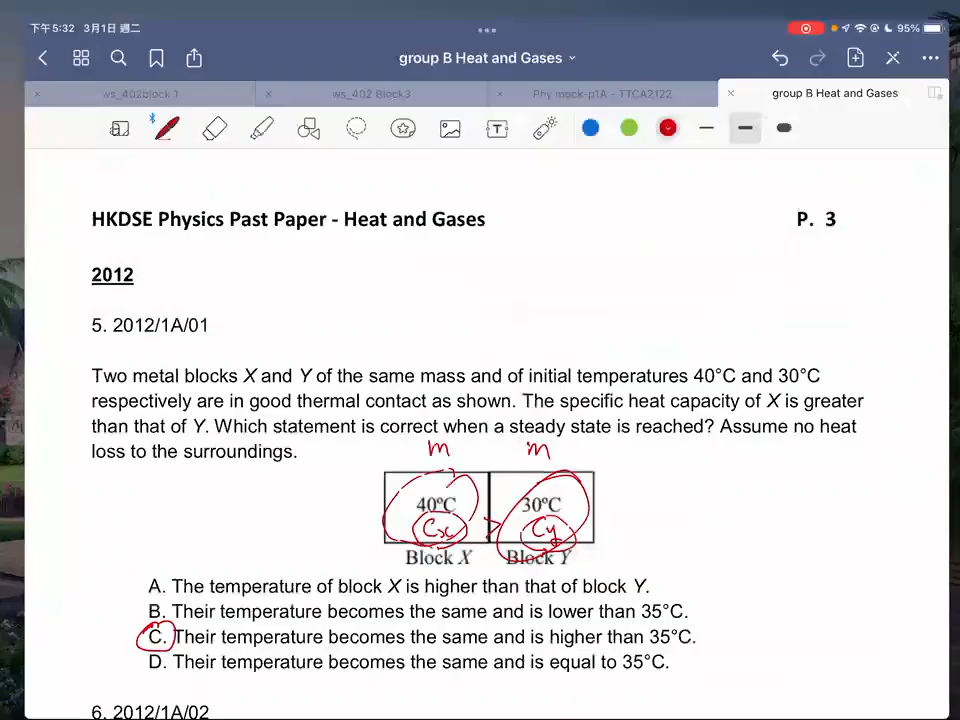 下午5:32 3月1日 週二
95%
group B Heat and Gases
ws_402block 1
ws_402 Block3
Phy mock-p1A - TTCA2122
group B Heat and Gases
HKDSE Physics Past Paper - Heat and Gases P. 3
2012
5. 2012/1A/01
Two metal blocks X and Y of the same mass and of initial temperatures 40°C and 30°C
respectively are in good thermal contact as shown. The specific heat capacity of X is greater
than that of Y. Which statement is correct when a steady state is reached? Assume no heat
loss to the surroundings.
m m
40°C 30°C
Cx > Cy
Block X Block Y
A. The temperature of block X is higher than that of block Y.
B. Their temperature becomes the same and is lower than 35°C.
C. Their temperature becomes the same and is higher than 35°C.
D. Their temperature becomes the same and is equal to 35°C.
6. 2012/1A/02